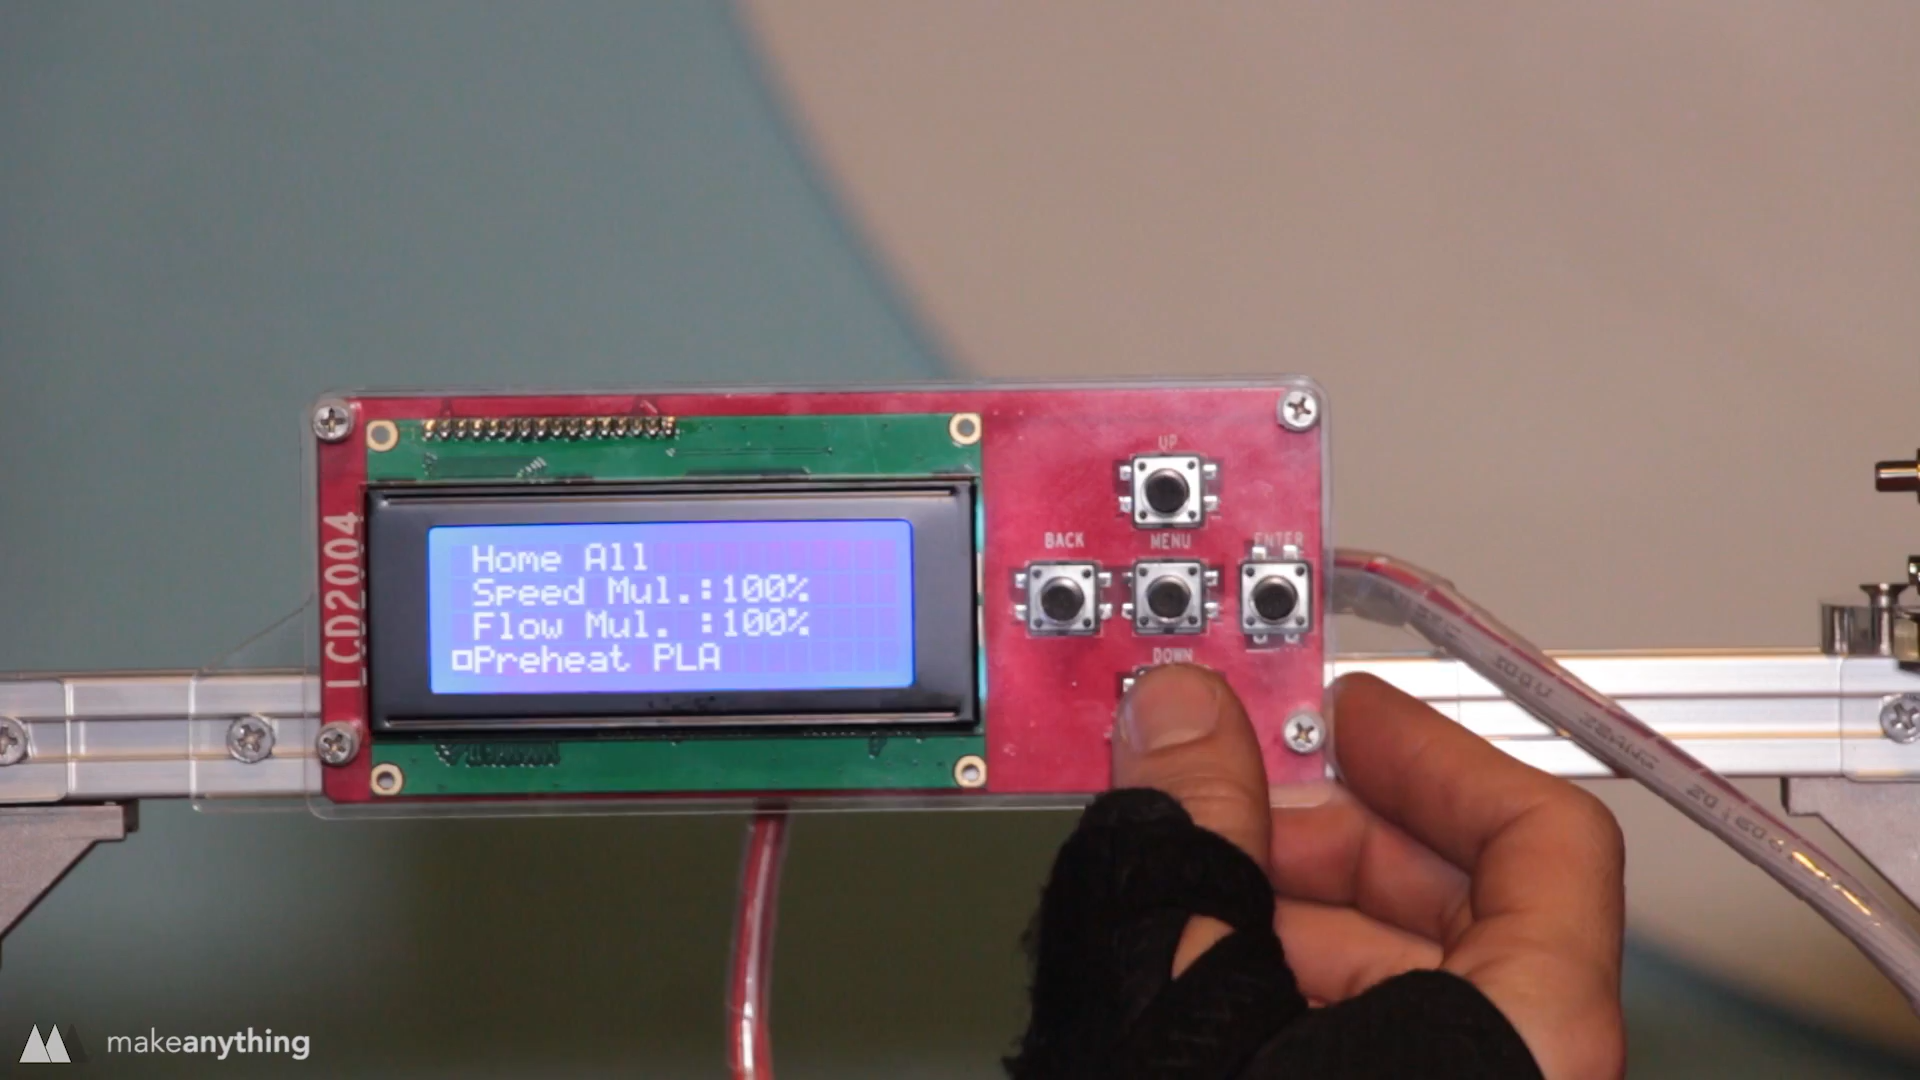 UP
BACK
MENU
ENTER
DOWN
LCD2004
Home All
Speed Mul.:100%
Flow Mul. :100%
Preheat PLA
makeanything